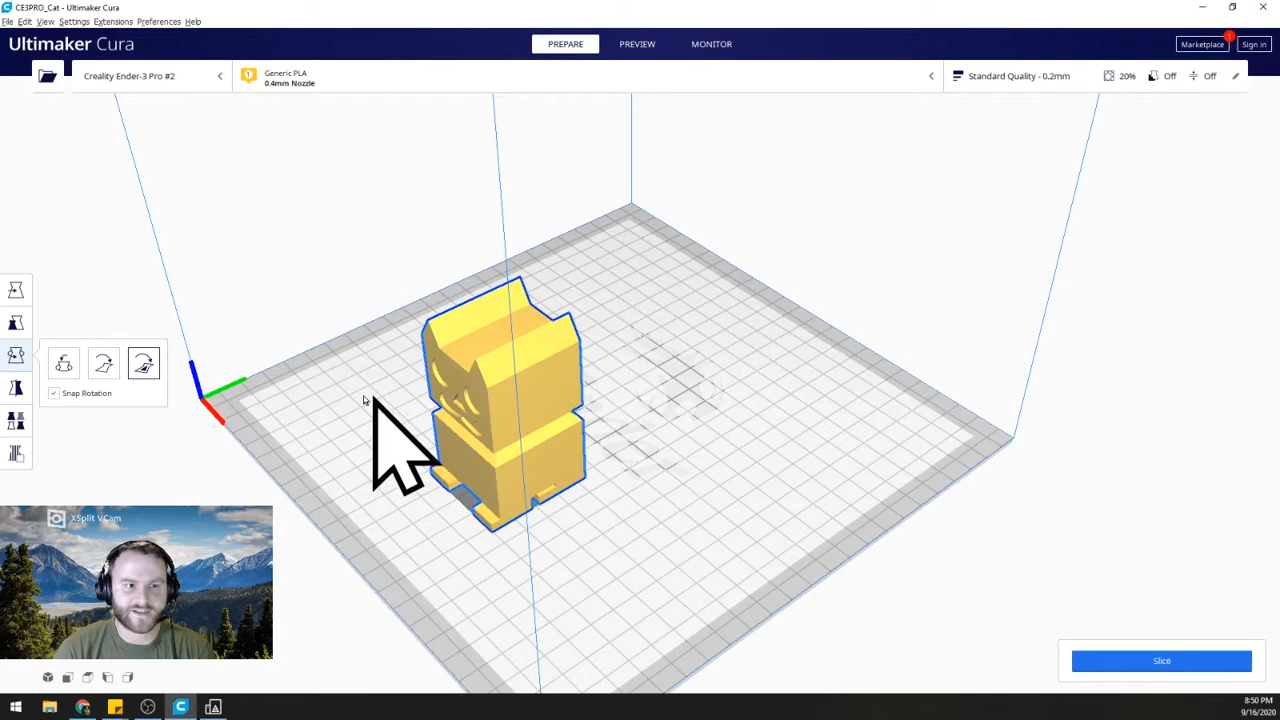 CE3PRO_Cat - Ultimaker Cura
File Edit View Settings Extensions Preferences Help
Ultimaker Cura
PREPARE
PREVIEW
MONITOR
Marketplace
1
Sign in
Creality Ender-3 Pro #2
1
Generic PLA
0.4mm Nozzle
Standard Quality - 0.2mm
20%
Off
Off
Snap Rotation
XSplit VCam
Slice
8:50 PM
9/16/2020